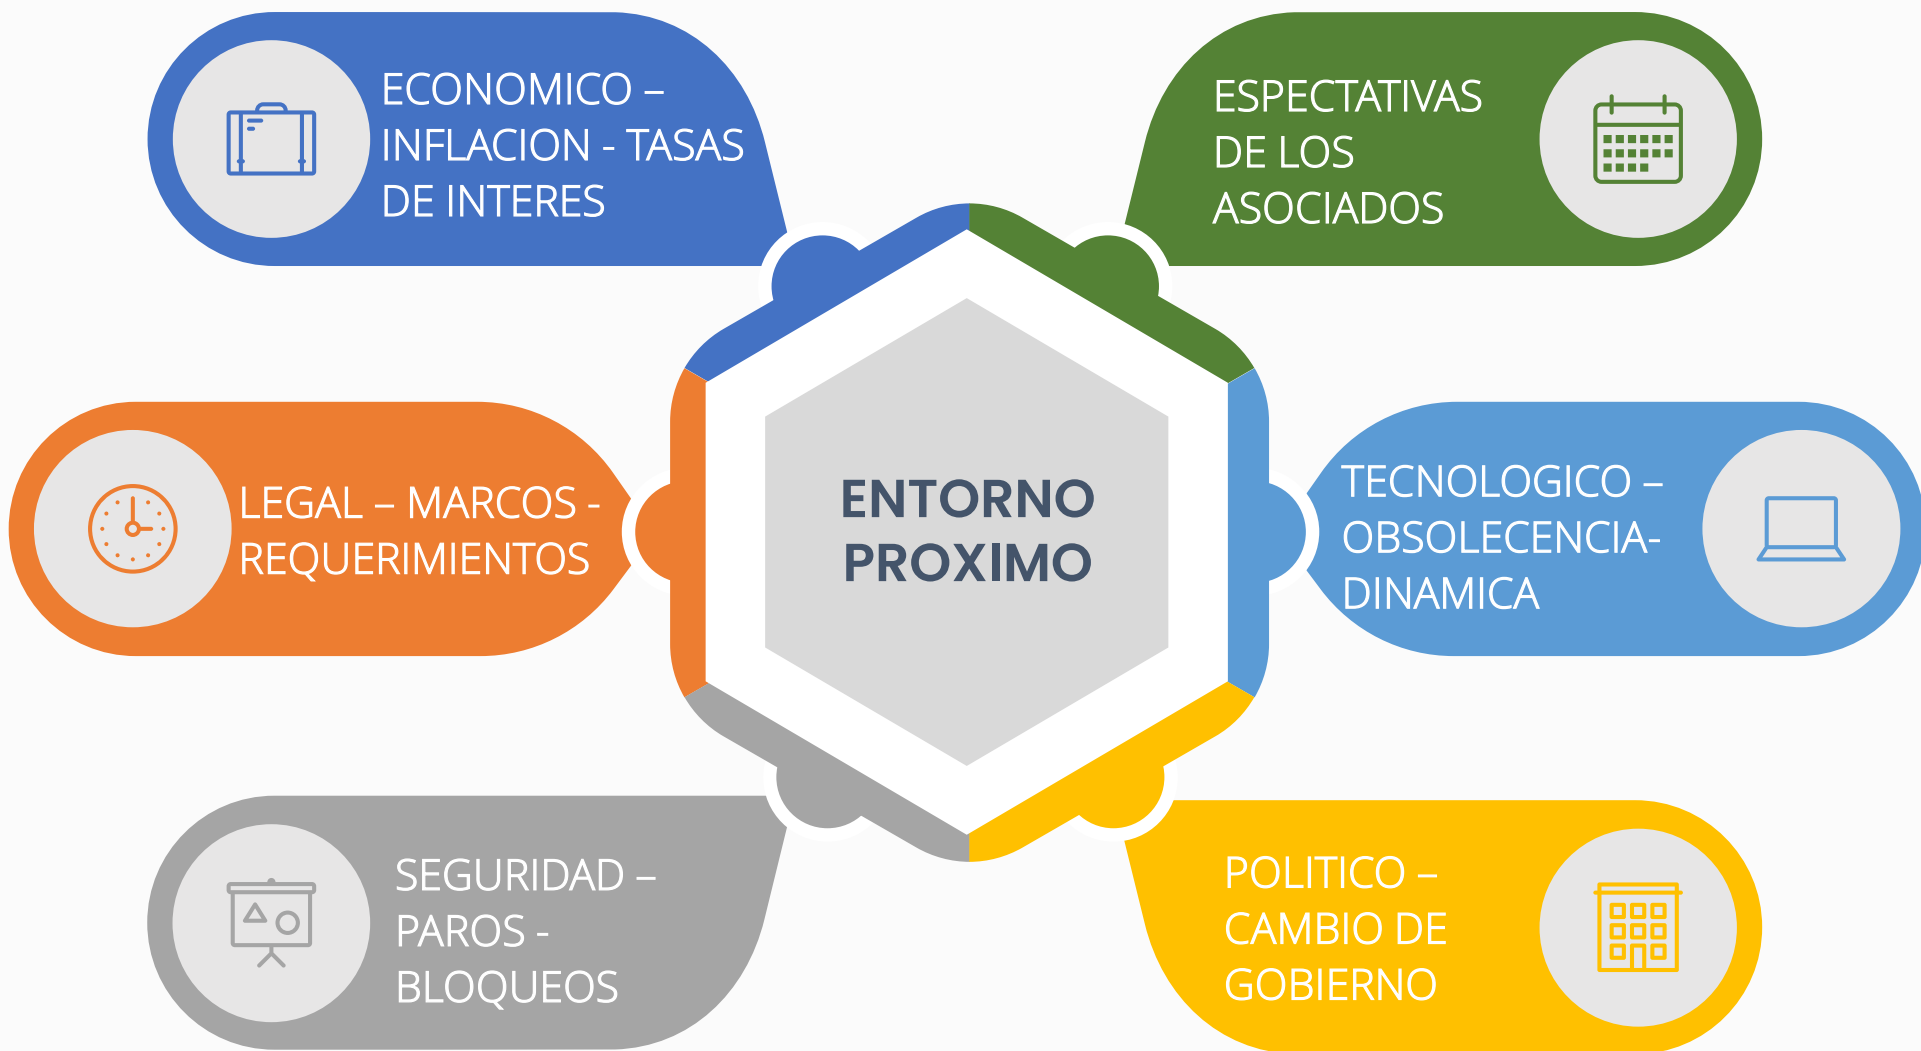 ECONOMICO –
INFLACION - TASAS
DE INTERES
ESPECTATIVAS
DE LOS
ASOCIADOS
LEGAL – MARCOS -
REQUERIMIENTOS
ENTORNO
PROXIMO
TECNOLOGICO –
OBSOLECENCIA-
DINAMICA
SEGURIDAD –
PAROS -
BLOQUEOS
POLITICO –
CAMBIO DE
GOBIERNO